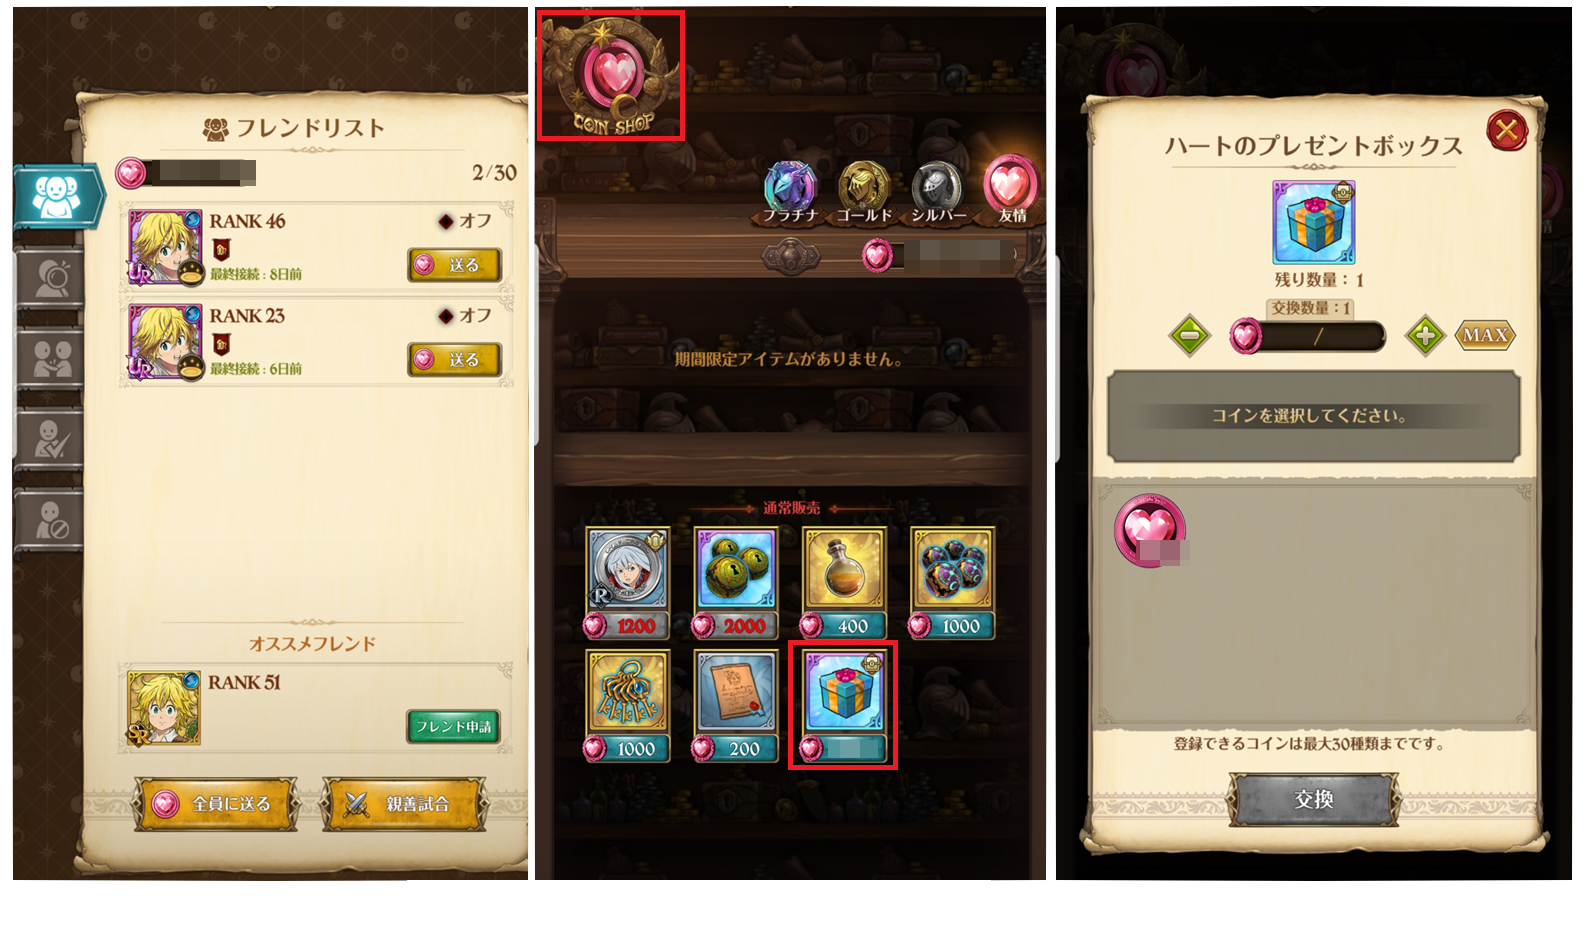 フレンドリスト
2/30
RANK 46
オフ
UR
最終接続 : 8日前
送る
RANK 23
オフ
UR
最終接続 : 6日前
送る
オススメフレンド
RANK 51
SR
フレンド申請
全員に送る
親善試合
COIN SHOP
プラチナ
ゴールド
シルバー
友情
期間限定アイテムがありません。
通常販売
R
1200
2000
400
1000
1000
200
ハートのプレゼントボックス
残り数量 : 1
交換数量 : 1
/
MAX
コインを選択してください。
登録できるコインは最大30種類までです。
交換